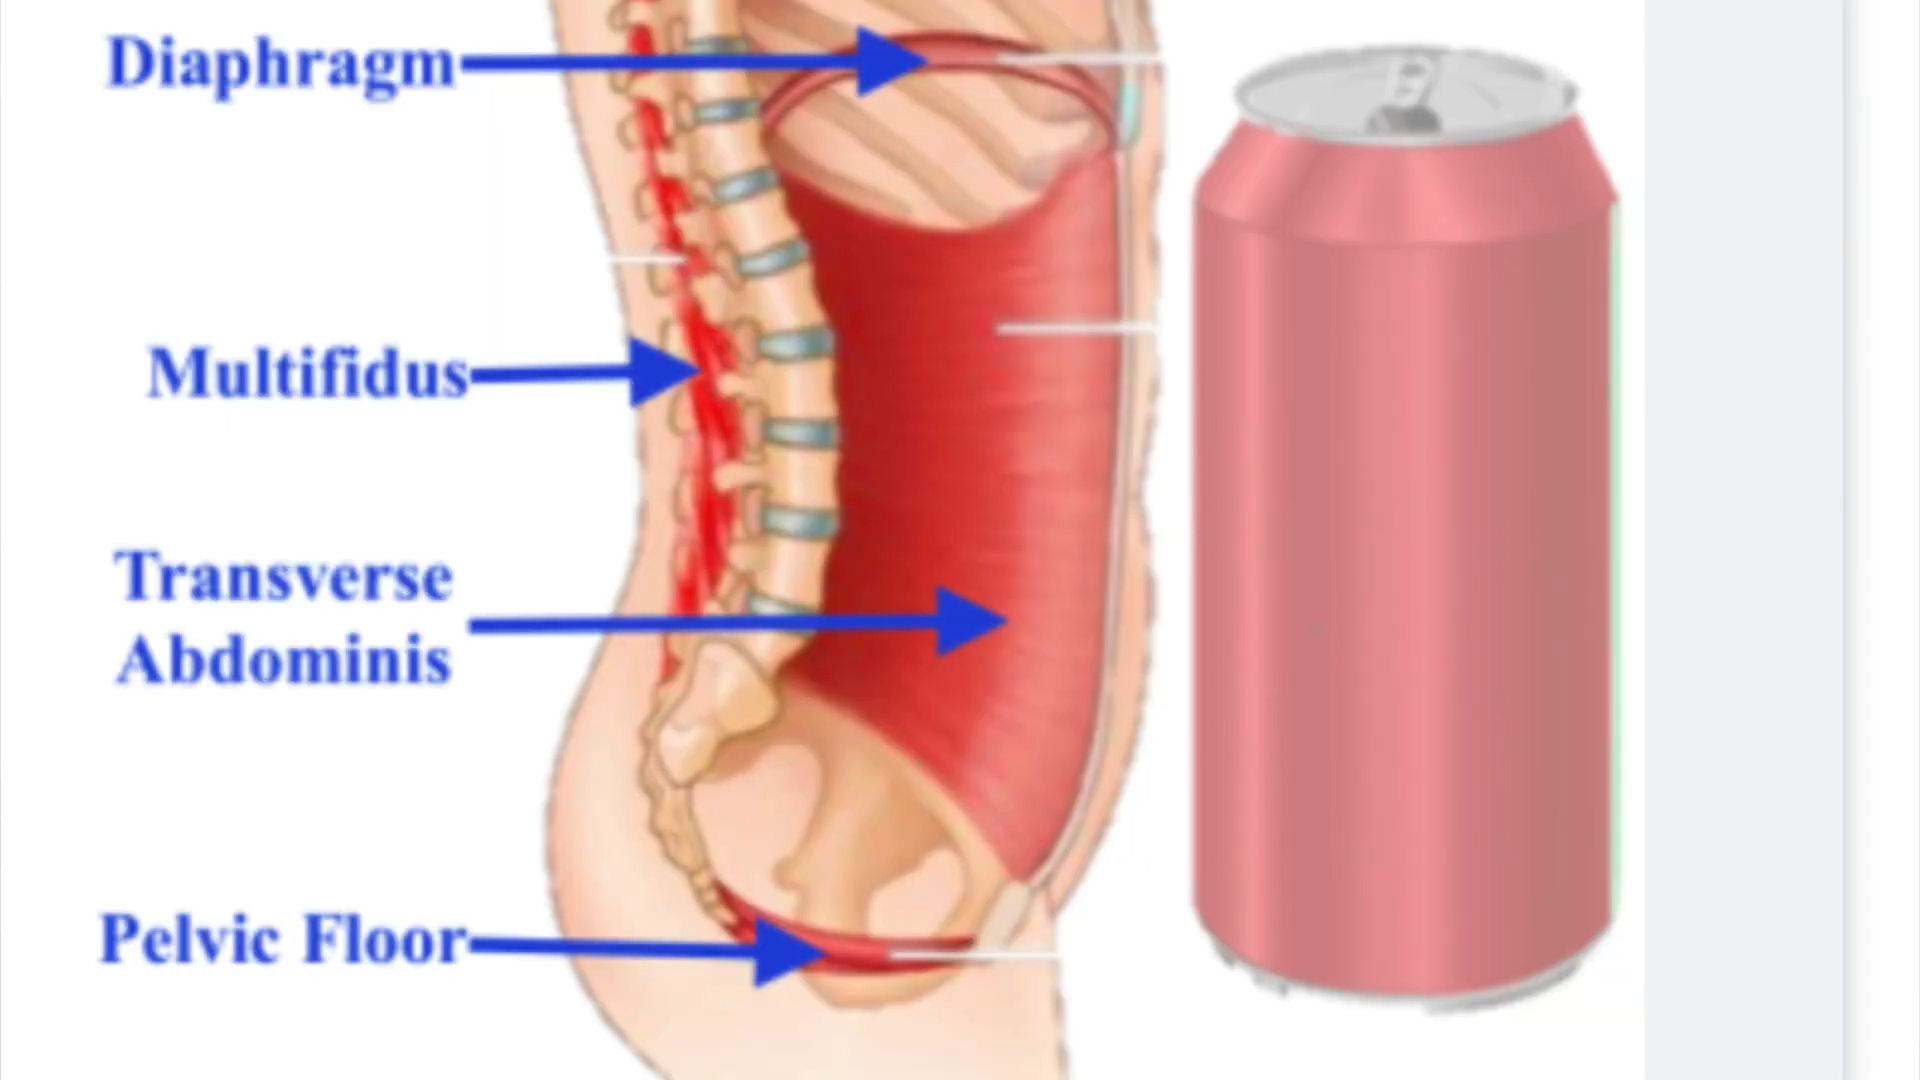 Diaphragm
Multifidus
Transverse
Abdominis
Pelvic Floor